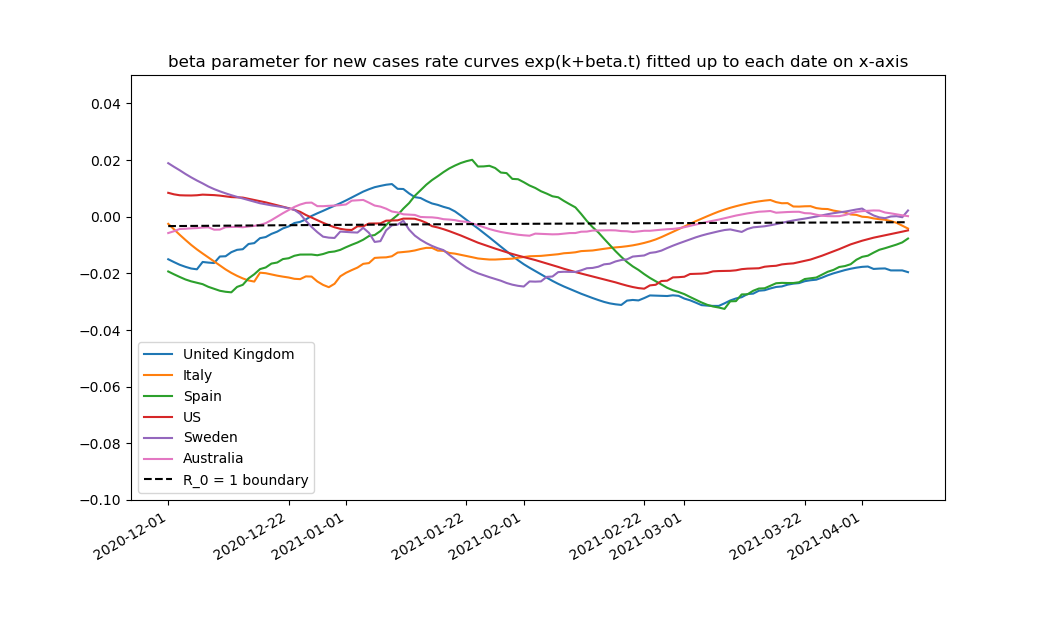 beta parameter for new cases rate curves exp(k+beta.t) fitted up to each date on x-axis
0.04
0.02
0.00
−0.02
−0.04
−0.06
−0.08
−0.10
United Kingdom
Italy
Spain
US
Sweden
Australia
R_0 = 1 boundary
2020-12-01
2020-12-22
2021-01-01
2021-01-22
2021-02-01
2021-02-22
2021-03-01
2021-03-22
2021-04-01